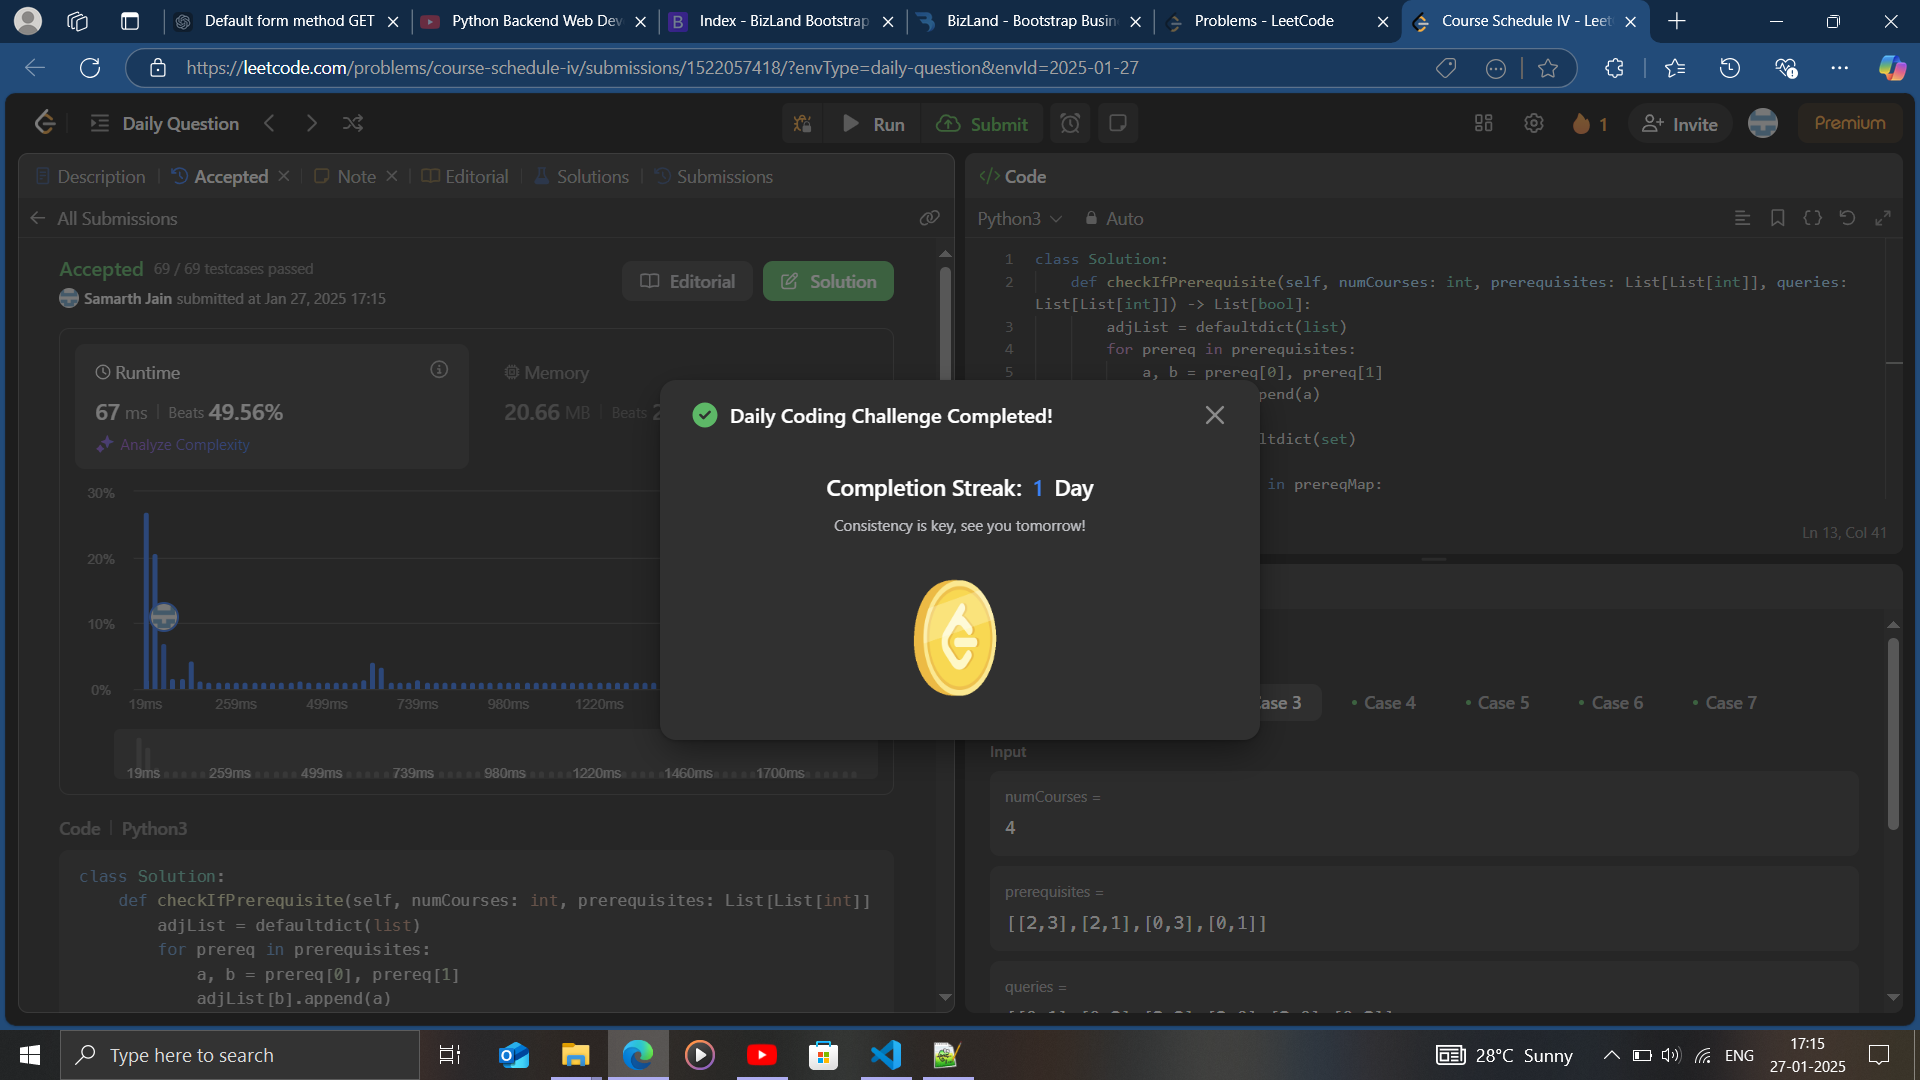 Default form method GET
Python Backend Web Dev
Index - BizLand Bootstrap
BizLand - Bootstrap Busin
Problems - LeetCode
Course Schedule IV - Leet
https://leetcode.com/problems/course-schedule-iv/submissions/1522057418/?envType=daily-question&envId=2025-01-27
Daily Question
Run
Submit
1
Invite
Premium
Description
Accepted
Note
Editorial
Solutions
Submissions
All Submissions
Accepted 69 / 69 testcases passed
Samarth Jain submitted at Jan 27, 2025 17:15
Editorial
Solution
Runtime
67 ms | Beats 49.56%
Analyze Complexity
Memory
20.66 MB | Beats 2
30%
20%
10%
0%
19ms 259ms 499ms 739ms 980ms 1220ms
19ms 259ms 499ms 739ms 980ms 1220ms 1460ms 1700ms
Code | Python3
class Solution:
def checkIfPrerequisite(self, numCourses: int, prerequisites: List[List[int]]
adjList = defaultdict(list)
for prereq in prerequisites:
a, b = prereq[0], prereq[1]
adjList[b].append(a)
Daily Coding Challenge Completed!
Completion Streak: 1 Day
Consistency is key, see you tomorrow!
</> Code
Python3
Auto
1 class Solution:
2 def checkIfPrerequisite(self, numCourses: int, prerequisites: List[List[int]], queries:
List[List[int]]) -> List[bool]:
3 adjList = defaultdict(list)
4 for prereq in prerequisites:
5 a, b = prereq[0], prereq[1]
pend(a)
ltdict(set)
in prereqMap:
Ln 13, Col 41
ase 3
Case 4
Case 5
Case 6
Case 7
Input
numCourses =
4
prerequisites =
[[2,3],[2,1],[0,3],[0,1]]
queries =
Type here to search
28°C Sunny
ENG
17:15
27-01-2025